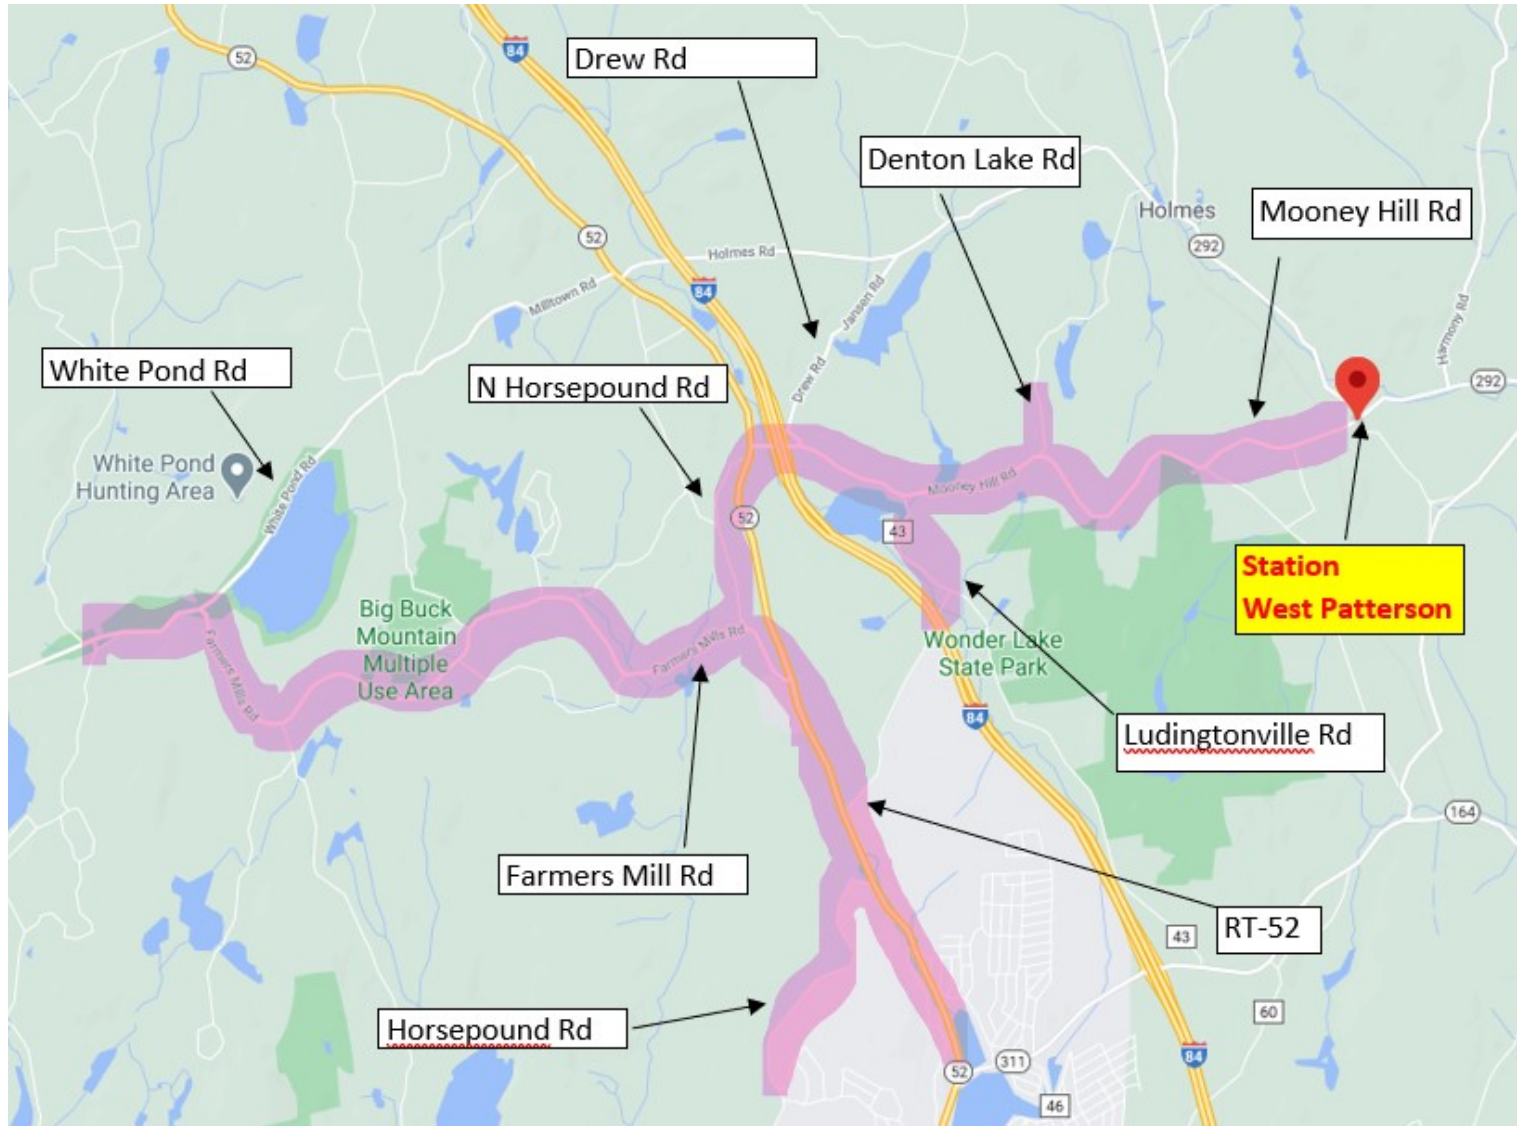 52
84
Drew Rd
Denton Lake Rd
Mooney Hill Rd
Holmes
292
52
Holmes Rd
84
Milltown Rd
Jansen Rd
Harmony Rd
White Pond Rd
N Horsepound Rd
Drew Rd
292
White Pond
Hunting Area
White Pond Rd
Mooney Hill Rd
52
43
Station
West Patterson
Big Buck
Mountain
Multiple
Use Area
Farmers Mills Rd
Farmers Mills Rd
Wonder Lake
State Park
84
Ludingtonville Rd
164
Farmers Mill Rd
RT-52
43
60
Horsepound Rd
84
52
311
46